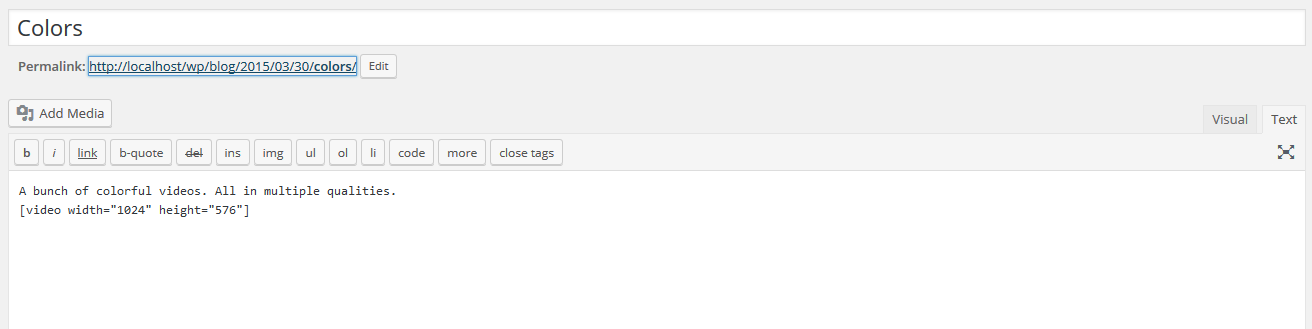 Colors
Permalink: http://localhost/wp/blog/2015/03/30/colors/ Edit
Add Media
Visual Text
b i link b-quote del ins img ul ol li code more close tags
A bunch of colorful videos. All in multiple qualities.
[video width="1024" height="576"]